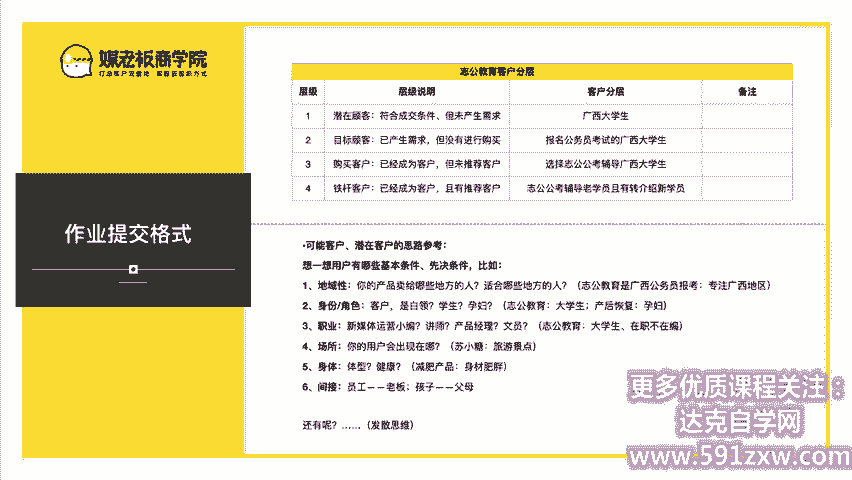 媒老板商学院
作业提交格式
志公教育客户分层
层级 层级说明 客户分层 备注
1 潜在顾客：符合成交条件、但未产生需求 广西大学生
2 目标顾客：已产生需求，但没有进行购买 报名公务员考试的广西大学生
3 购买客户：已经成为客户，但未推荐客户 选择志公公考辅导广西大学生
4 铁杆客户：已经成为客户，且有推荐客户 志公公考辅导老学员且有转介绍新学员
•可能客户、潜在客户的思路参考：
想一想用户有哪些基本条件、先决条件，比如：
1、地域性：你的产品卖给哪些地方的人？适合哪些地方的人？（志公教育是广西公务员报考：专注广西地区）
2、身份/角色：客户，是白领？学生？孕妇？（志公教育：大学生；产后恢复：孕妇）
3、职业：新媒体运营小编？讲师？产品经理？文员？（志公教育：大学生、在职不在编）
4、场所：你的用户会出现在哪？（苏小糖：旅游景点）
5、身体：体型？健康？（减肥产品：身材肥胖）
6、间接：员工——老板；孩子——父母
还有呢？……（发散思维）
更多优质课程关注：
达克自学网
www.591zxw.com